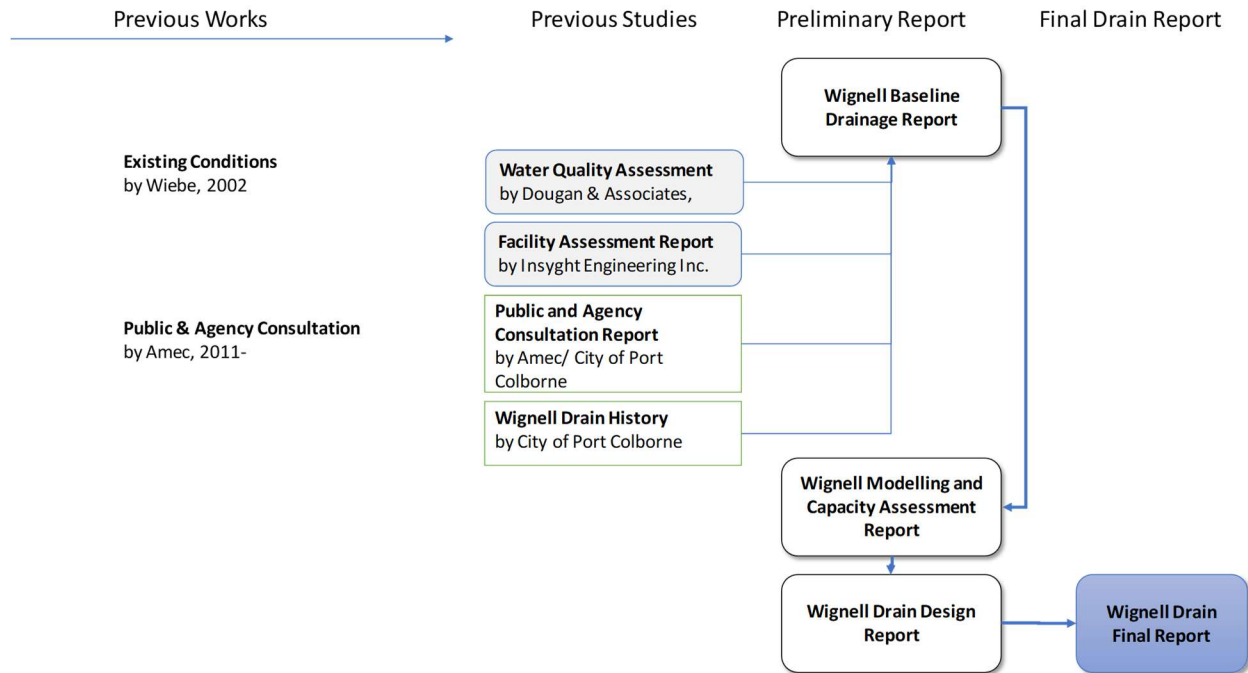 Previous Works
Previous Studies
Preliminary Report
Final Drain Report
Wignell Baseline
Drainage Report
Existing Conditions
by Wiebe, 2002
Water Quality Assessment
by Dougan & Associates,
Facility Assessment Report
by Insyght Engineering Inc.
Public & Agency Consultation
by Amec, 2011-
Public and Agency
Consultation Report
by Amec/ City of Port
Colborne
Wignell Drain History
by City of Port Colborne
Wignell Modelling and
Capacity Assessment
Report
Wignell Drain Design
Report
Wignell Drain
Final Report